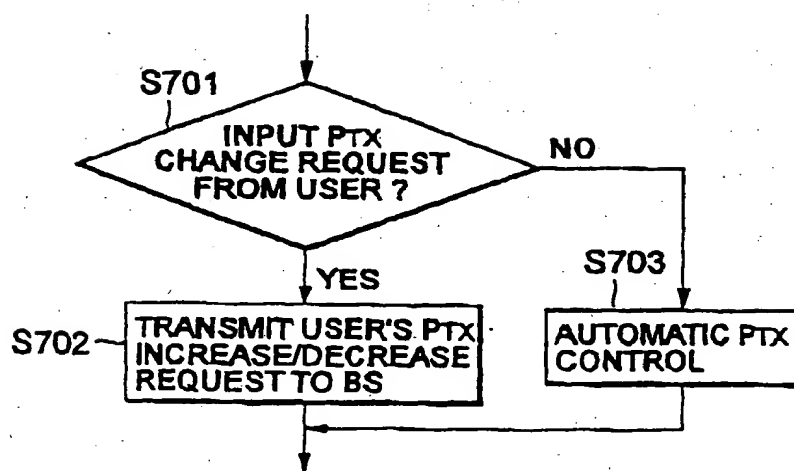 S701
INPUT PTX
CHANGE REQUEST
FROM USER ?
NO
YES
S703
S702
TRANSMIT USER'S PTX
INCREASE/DECREASE
REQUEST TO BS
AUTOMATIC PTX
CONTROL